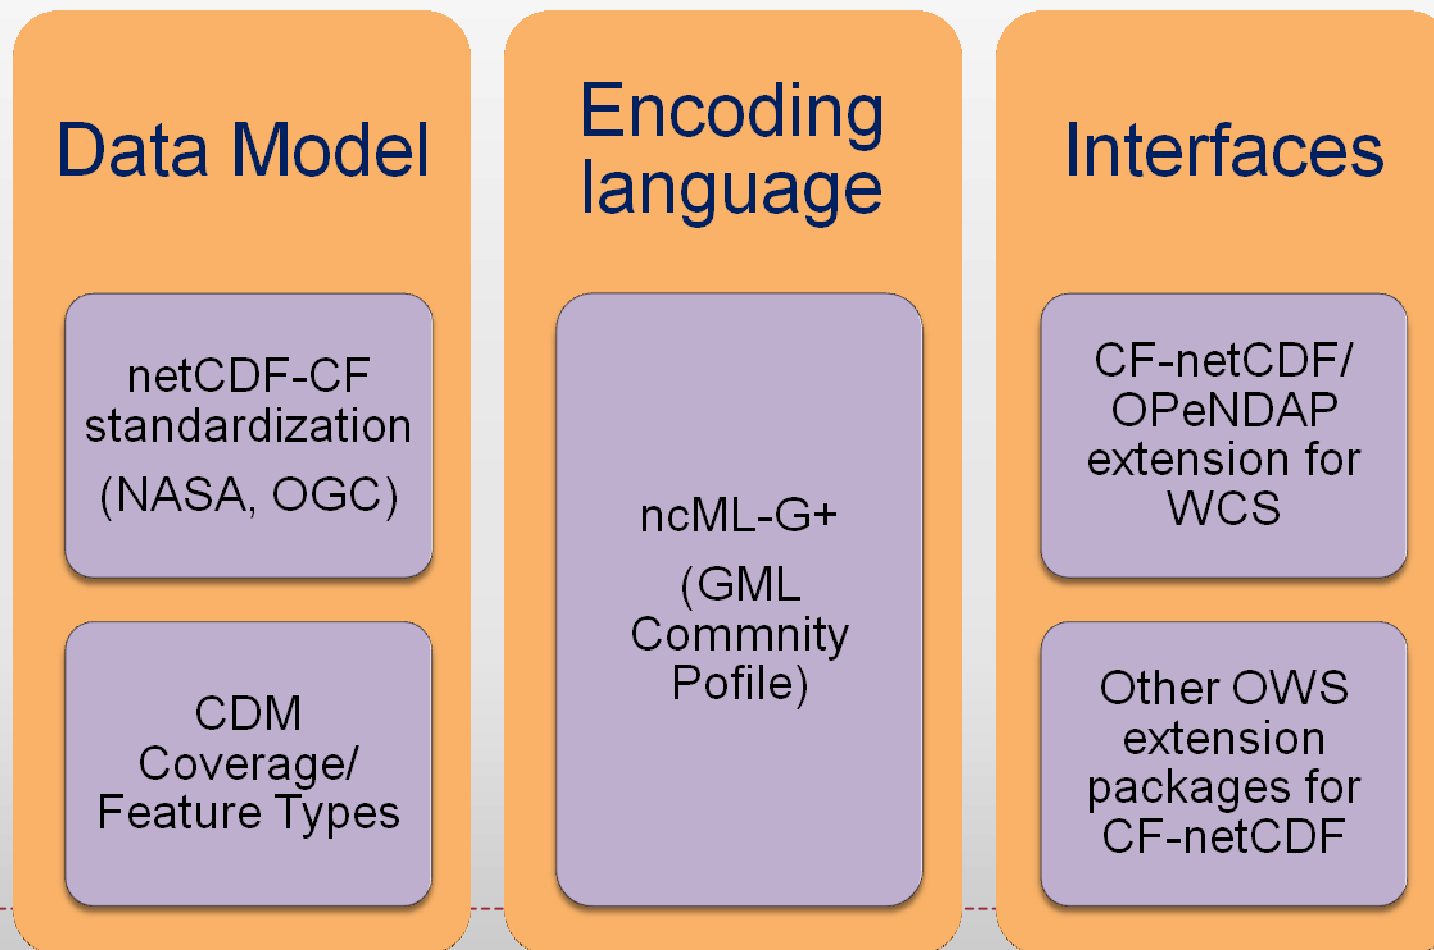 Data Model
netCDF-CF
standardization
(NASA, OGC)
CDM
Coverage/
Feature Types
Encoding
language
ncML-G+
(GML
Commnity
Pofile)
Interfaces
CF-netCDF/
OPeNDAP
extension for
WCS
Other OWS
extension
packages for
CF-netCDF